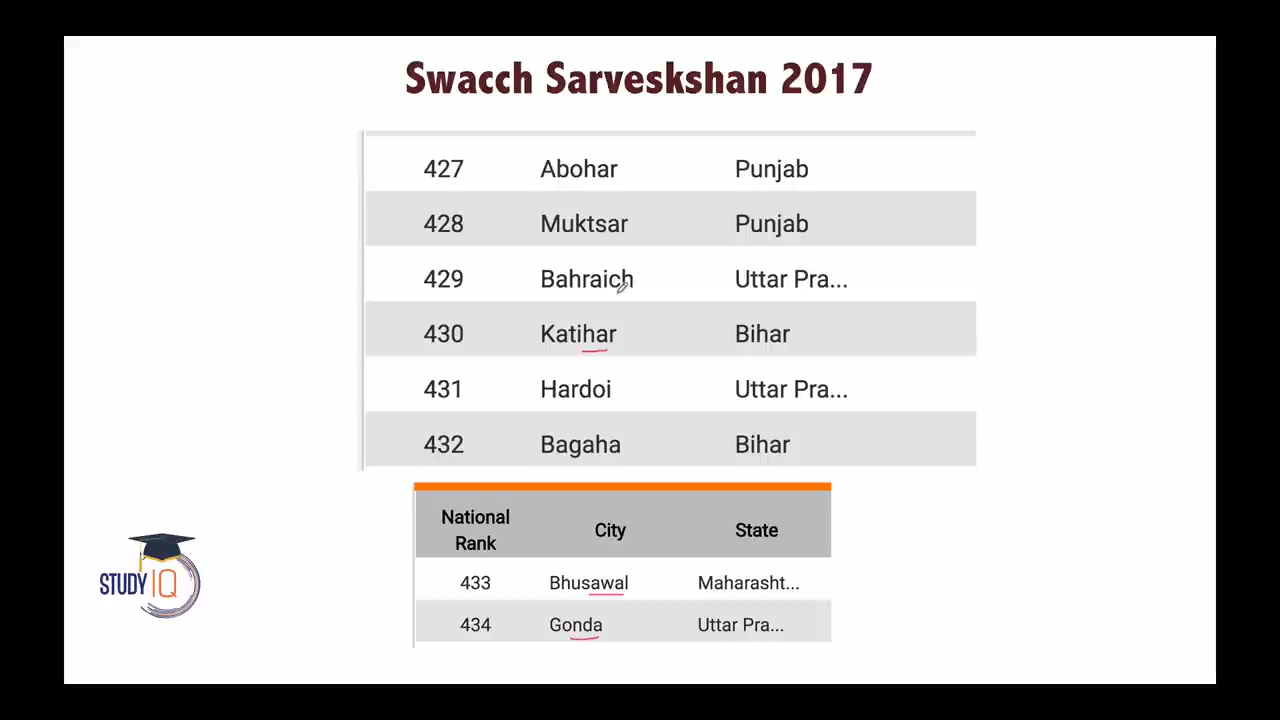 Swacch Sarveskshan 2017
427 Abohar Punjab
428 Muktsar Punjab
429 Bahraich Uttar Pra...
430 Katihar Bihar
431 Hardoi Uttar Pra...
432 Bagaha Bihar
National Rank City State
433 Bhusawal Maharasht...
434 Gonda Uttar Pra...
STUDY IQ